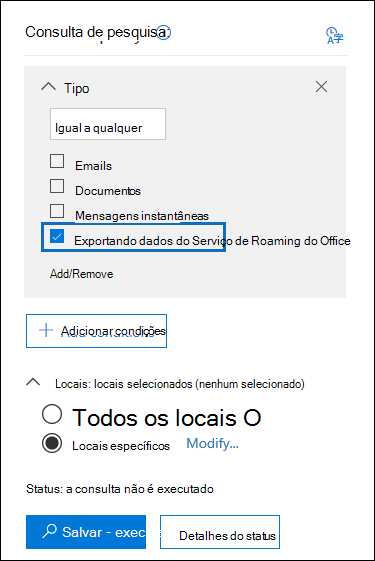 Consulta de pesquisa:
Tipo
Igual a qualquer
Emails
Documentos
Mensagens instantâneas
Exportando dados do Serviço de Roaming do Office
Add/Remove
Adicionar condições
Locais: locais selecionados (nenhum selecionado)
Todos os locais O
Locais específicos Modify...
Status: a consulta não é executado
Salvar - exec Detalhes do status